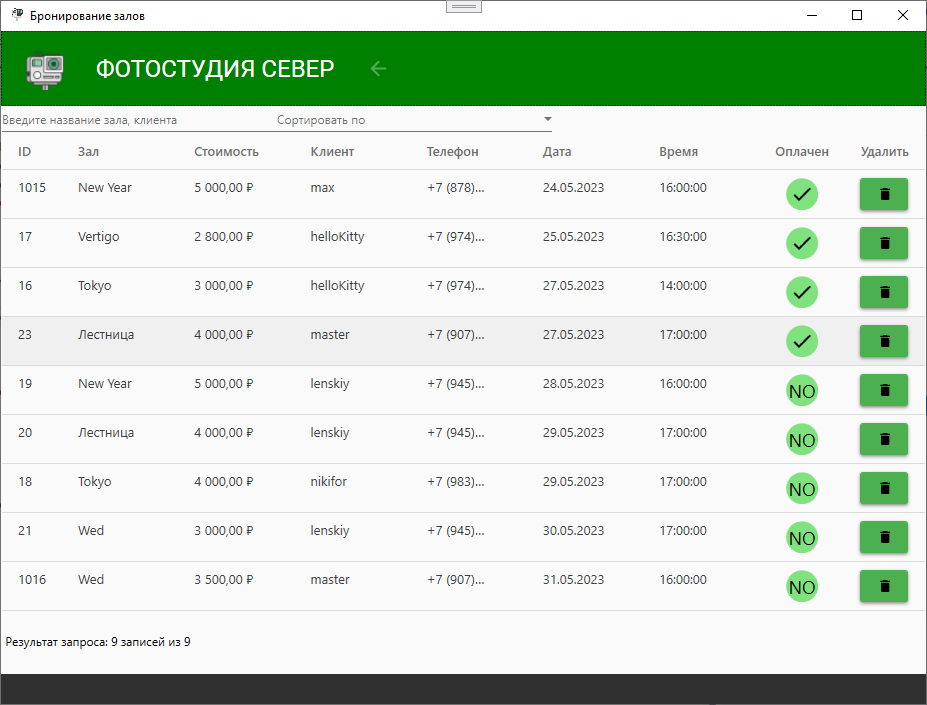 Бронирование залов
ФОТОСТУДИЯ СЕВЕР
Введите название зала, клиента Сортировать по
ID Зал Стоимость Клиент Телефон Дата Время Оплачен Удалить
1015 New Year 5 000,00 ₽ max +7 (878)... 24.05.2023 16:00:00
17 Vertigo 2 800,00 ₽ helloKitty +7 (974)... 25.05.2023 16:30:00
16 Tokyo 3 000,00 ₽ helloKitty +7 (974)... 27.05.2023 14:00:00
23 Лестница 4 000,00 ₽ master +7 (907)... 27.05.2023 17:00:00
19 New Year 5 000,00 ₽ lenskiy +7 (945)... 28.05.2023 16:00:00 NO
20 Лестница 4 000,00 ₽ lenskiy +7 (945)... 29.05.2023 17:00:00 NO
18 Tokyo 4 000,00 ₽ nikifor +7 (983)... 29.05.2023 17:00:00 NO
21 Wed 3 000,00 ₽ lenskiy +7 (945)... 30.05.2023 17:00:00 NO
1016 Wed 3 500,00 ₽ master +7 (907)... 31.05.2023 16:00:00 NO
Результат запроса: 9 записей из 9